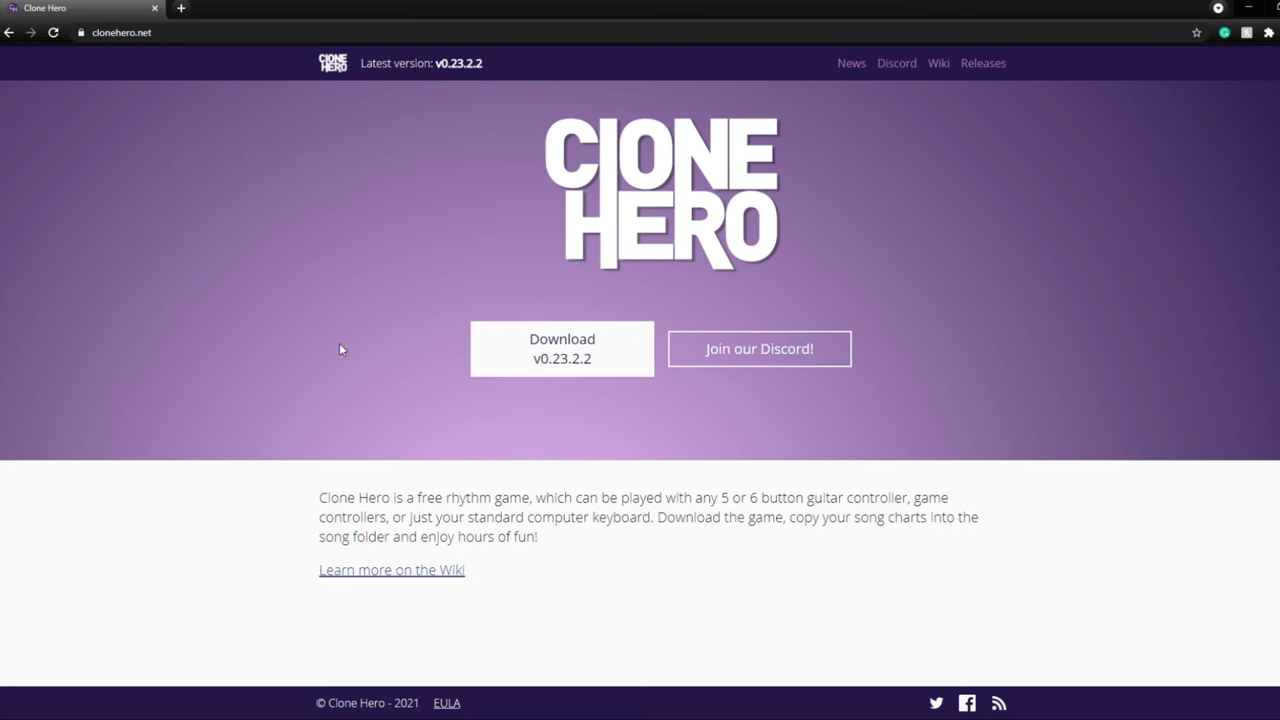 Clone Hero
clonehero.net
CLONE HERO
Latest version: v0.23.2.2
News Discord Wiki Releases
CLONE
HERO
Download
v0.23.2.2
Join our Discord!
Clone Hero is a free rhythm game, which can be played with any 5 or 6 button guitar controller, game
controllers, or just your standard computer keyboard. Download the game, copy your song charts into the
song folder and enjoy hours of fun!
Learn more on the Wiki
© Clone Hero - 2021 EULA